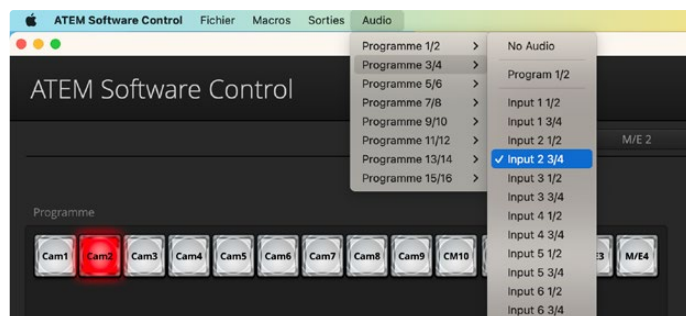 ATEM Software Control Fichier Macros Sorties Audio
Programme 1/2
Programme 3/4
Programme 5/6
Programme 7/8
Programme 9/10
Programme 11/12
Programme 13/14
Programme 15/16
No Audio
Program 1/2
Input 1 1/2
Input 1 3/4
Input 2 1/2
Input 2 3/4
Input 3 1/2
Input 3 3/4
Input 4 1/2
Input 4 3/4
Input 5 1/2
Input 5 3/4
Input 6 1/2
Input 6 3/4
ATEM Software Control
M/E 2
Programme
Cam1 Cam2 Cam3 Cam4 Cam5 Cam6 Cam7 Cam8 Cam9 CM10 M/E4